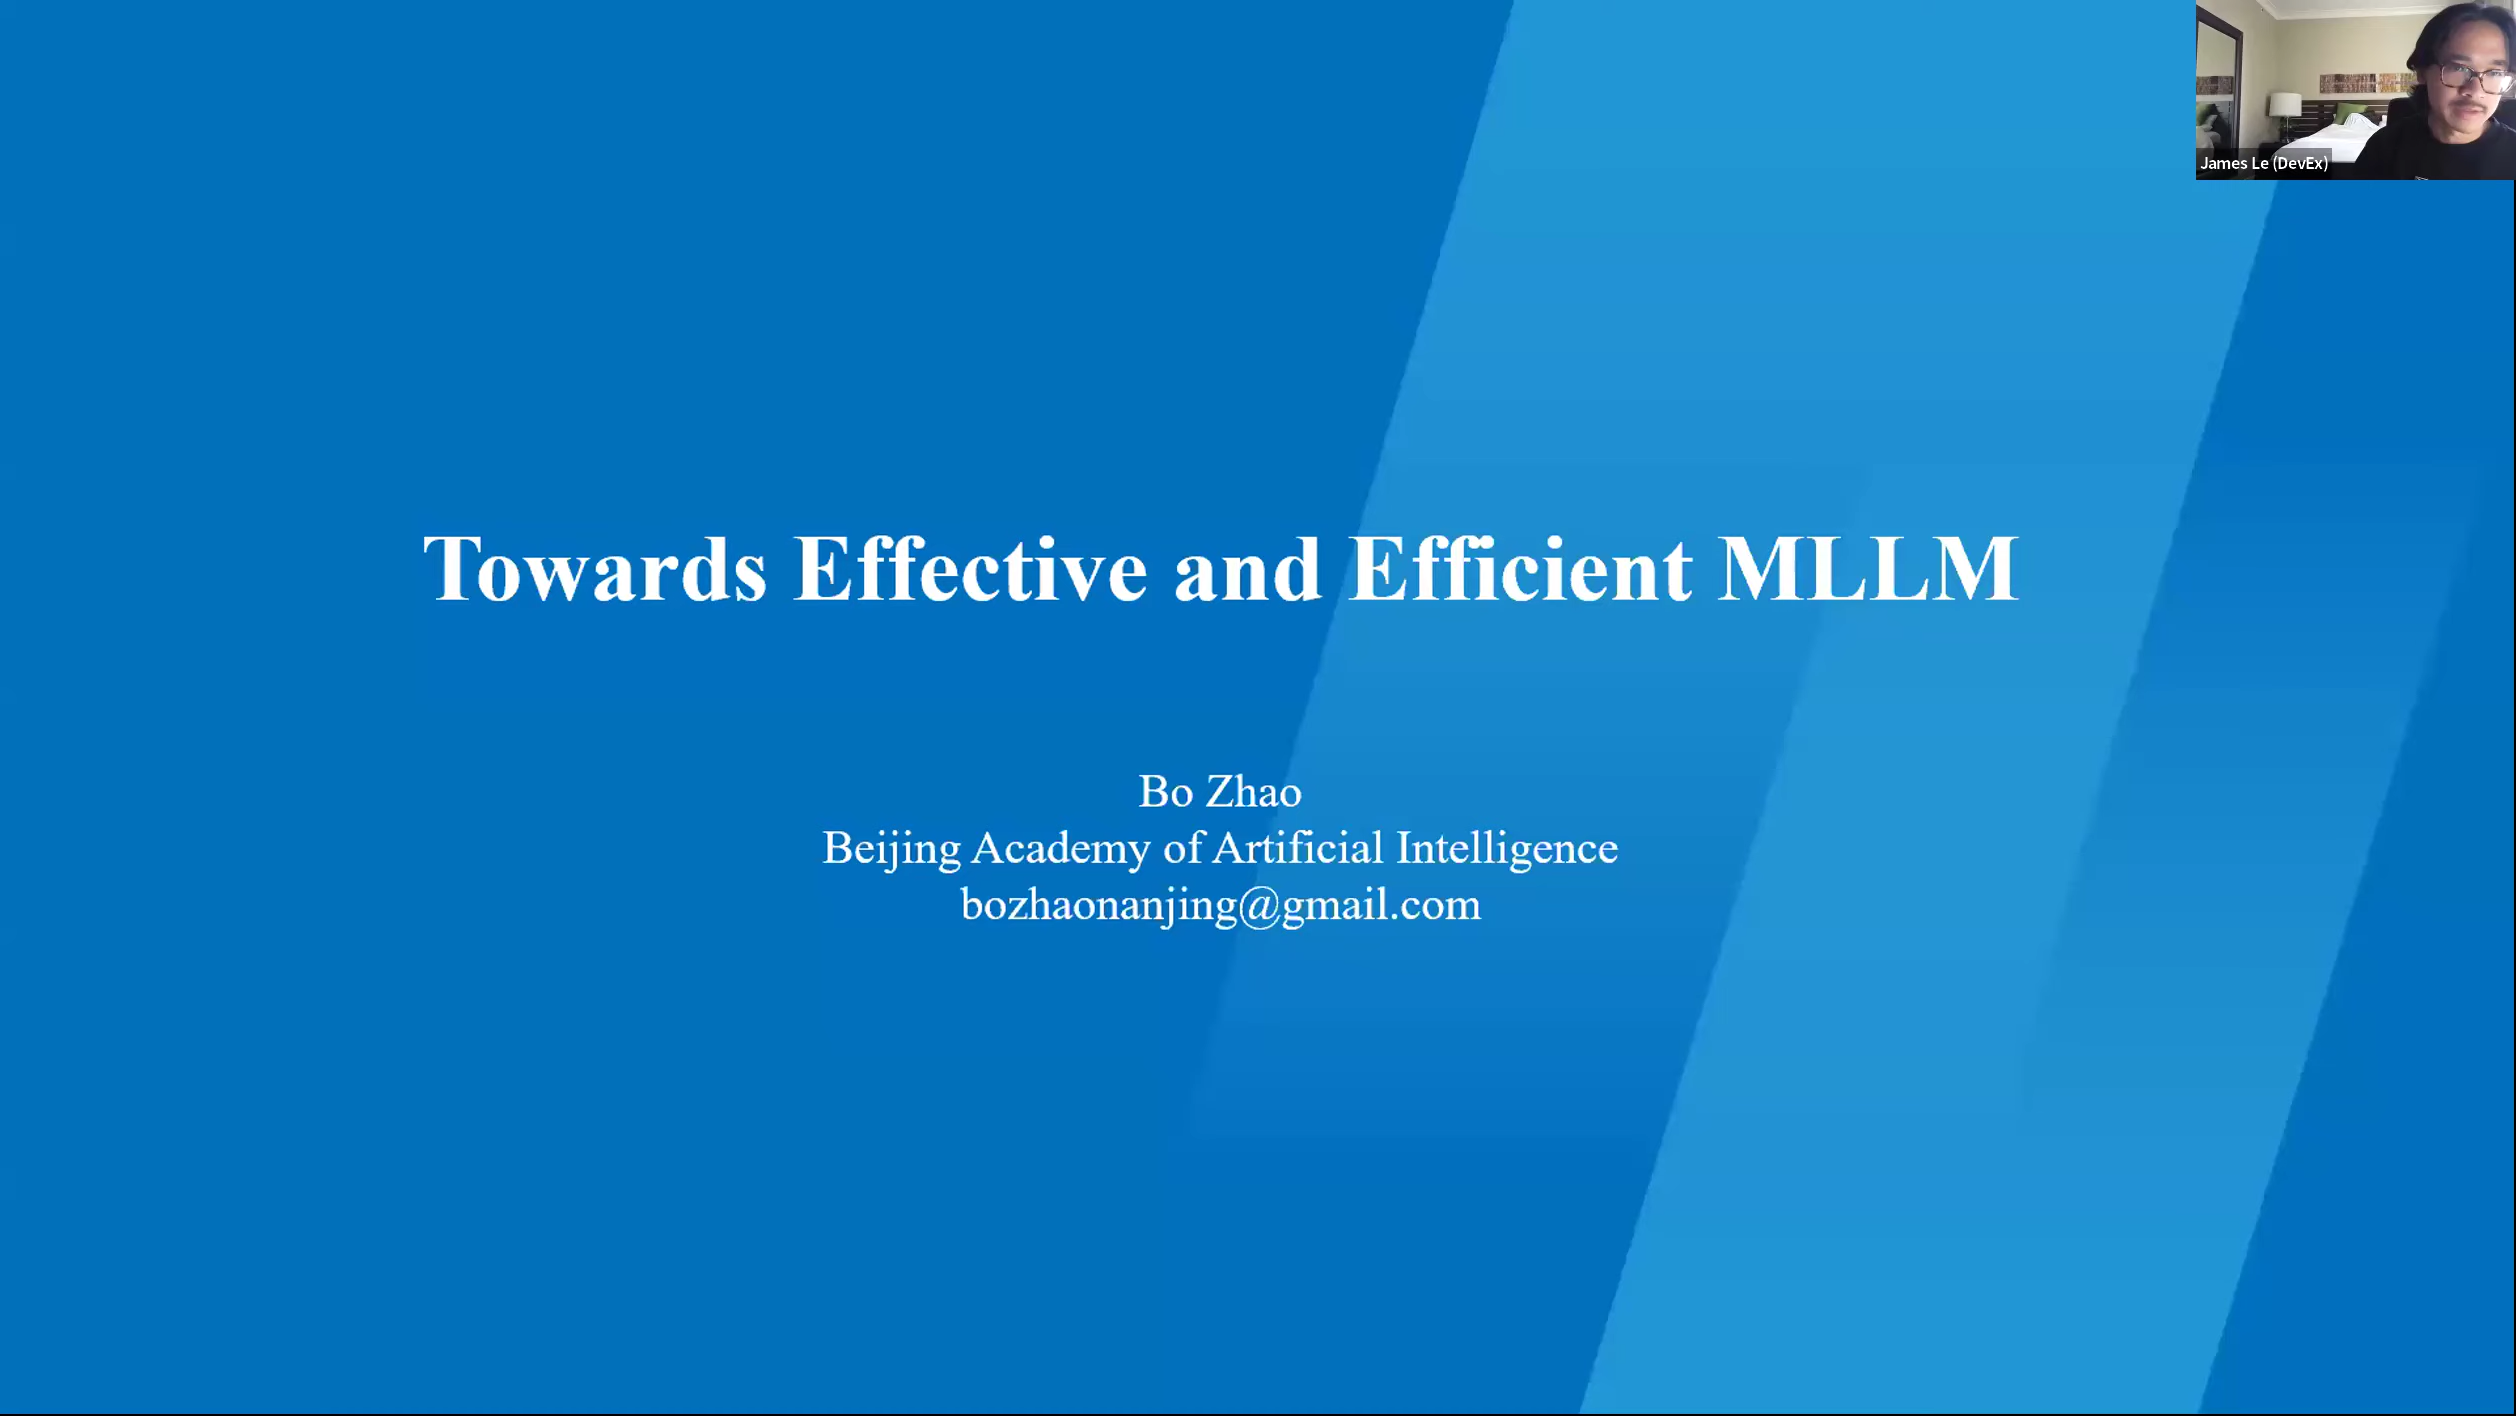 Towards Effective and Efficient MLLM
Bo Zhao
Beijing Academy of Artificial Intelligence
bozhaonanjing@gmail.com
James Le (DevEx)